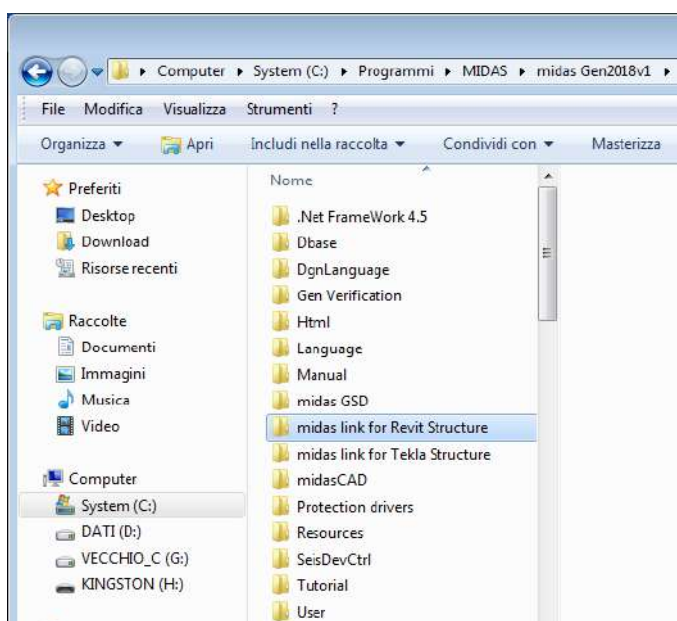 Computer ▸ System (C:) ▸ Programmi ▸ MIDAS ▸ midas Gen2018v1 ▸
File Modifica Visualizza Strumenti ?
Organizza Apri Includi nella raccolta Condividi con Masterizza
Preferiti
Desktop
Download
Risorse recenti
Raccolte
Documenti
Immagini
Musica
Video
Computer
System (C:)
DATI (D:)
VECCHIO_C (G:)
KINGSTON (H:)
Nome
.Net FrameWork 4.5
Dbase
DgnLanguage
Gen Verification
Html
Language
Manual
midas GSD
midas link for Revit Structure
midas link for Tekla Structure
midasCAD
Protection drivers
Resources
SeisDevCtrl
Tutorial
User